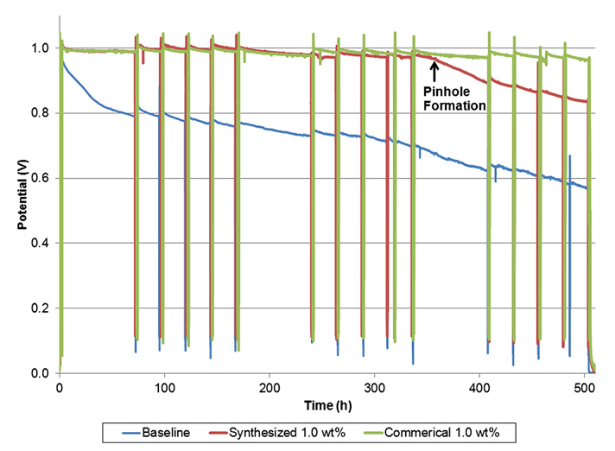 1.0
0.8
0.6
0.4
0.2
0.0
Potential (V)
Pinhole
Formation
0
100
200
300
400
500
Time (h)
Baseline
Synthesized 1.0 wt%
Commerical 1.0 wt%